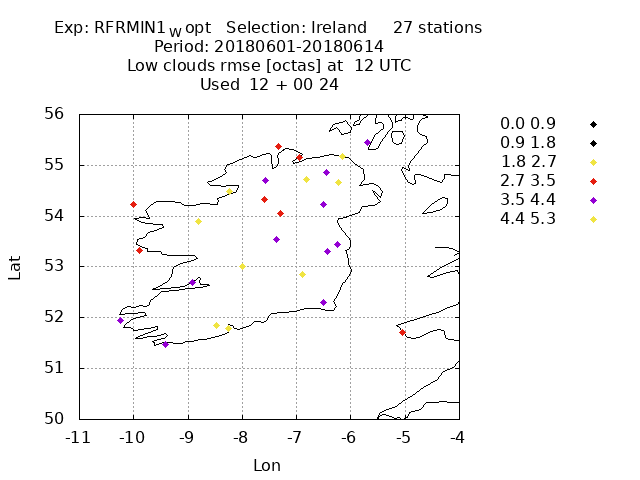 Exp: RFRMIN1wopt Selection: Ireland 27 stations
Period: 20180601-20180614
Low clouds rmse [octas] at 12 UTC
Used 12 + 00 24
56
55
54
53
52
51
50
-11 -10 -9 -8 -7 -6 -5 -4
Lat
Lon
0.0 0.9
0.9 1.8
1.8 2.7
2.7 3.5
3.5 4.4
4.4 5.3